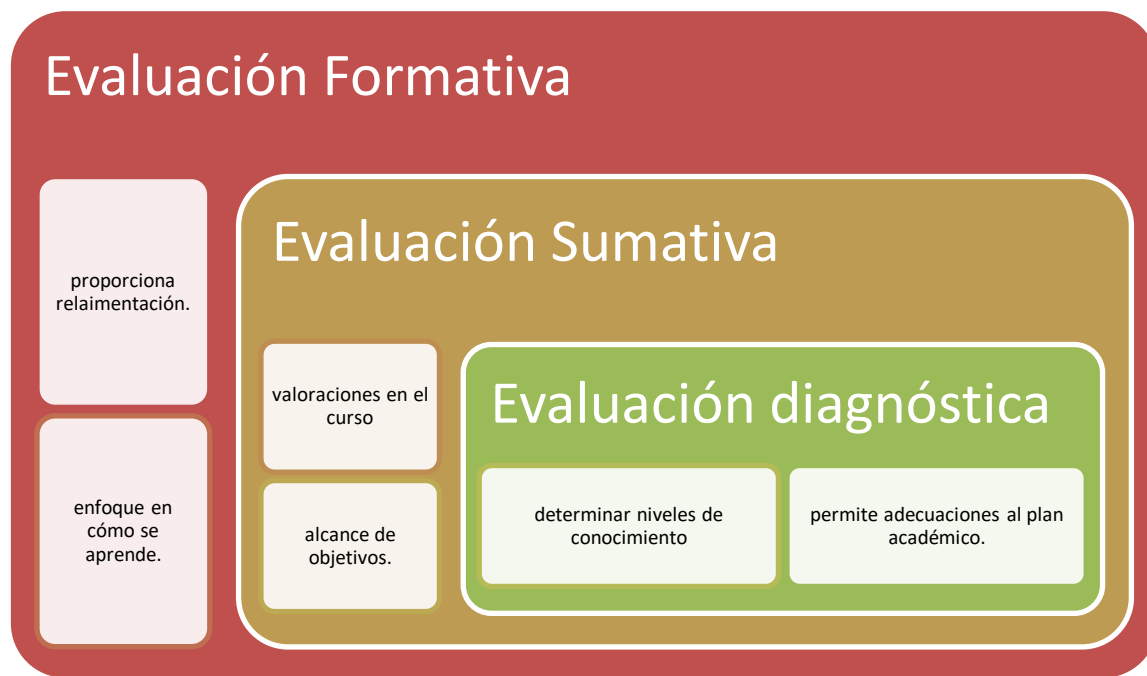 Evaluación Formativa
proporciona
relaimentación.
enfoque en
cómo se
aprende.
Evaluación Sumativa
valoraciones en el
curso
alcance de
objetivos.
Evaluación diagnóstica
determinar niveles de
conocimiento
permite adecuaciones al plan
académico.